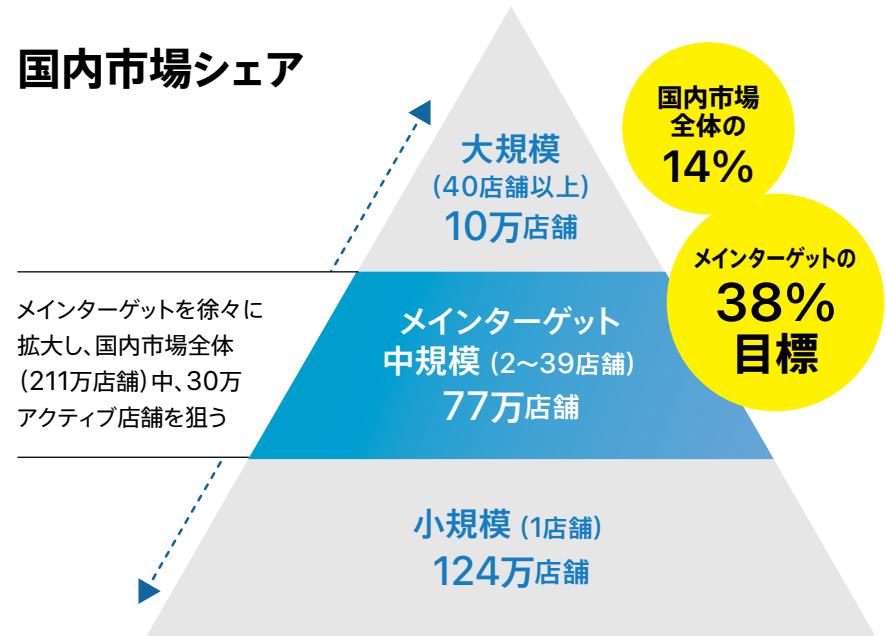 国内市場シェア
国内市場
全体の
14%
大規模
(40店舗以上)
10万店舗
メインターゲットの
38%
目標
メインターゲットを徐々に
拡大し、国内市場全体
(211万店舗)中、30万
アクティブ店舗を狙う
メインターゲット
中規模 (2〜39店舗)
77万店舗
小規模 (1店舗)
124万店舗